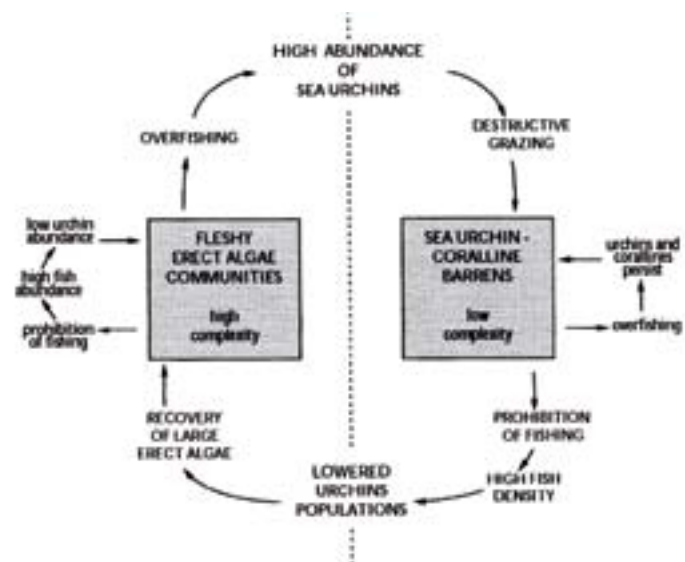 HIGH ABUNDANCE
OF
SEA URCHINS
OVERFISHING
DESTRUCTIVE
GRAZING
low urchin
abundance
high fish
abundance
prohibition
of fishing
FLESHY
ERECT ALGAE
COMMUNITIES
high
complexity
SEA URCHIN -
CORALLINE
BARRENS
low
complexity
urchins and
corallines
persist
overfishing
RECOVERY
OF LARGE
ERECT ALGAE
PROHIBITION
OF FISHING
HIGH FISH
DENSITY
LOWERED
URCHINS
POPULATIONS